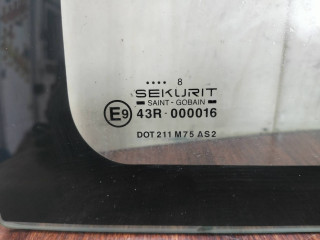 .... 8
SEKURIT
SAINT-GOBAIN
E9 43R-000016
DOT 211 M75 AS2